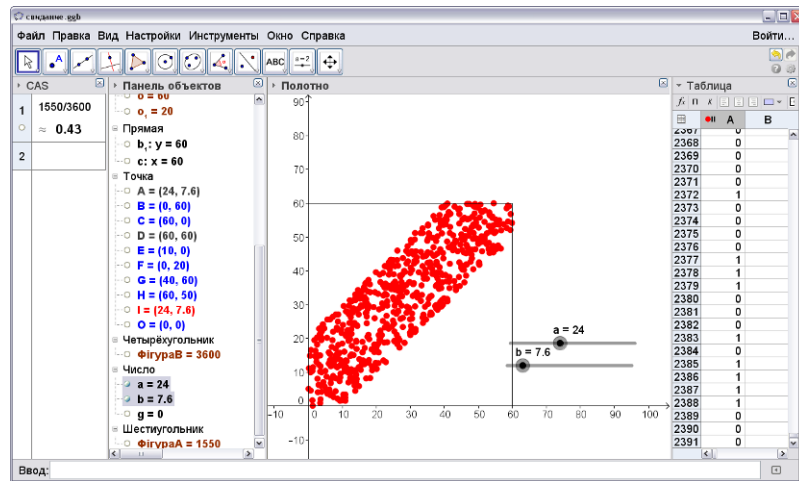 свидание.ggb
Файл Правка Вид Настройки Инструменты Окно Справка
Войти...
ABC
a=2
CAS
Панель объектов
Полотно
Таблица
1
1550/3600
≈ 0.43
2
o = 60
o₁ = 20
Прямая
b₁: y = 60
c: x = 60
Точка
A = (24, 7.6)
B = (0, 60)
C = (60, 0)
D = (60, 60)
E = (10, 0)
F = (0, 20)
G = (40, 60)
H = (60, 50)
I = (24, 7.6)
O = (0, 0)
Четырёхугольник
ФігураB = 3600
Число
a = 24
b = 7.6
g = 0
Шестиугольник
ФігураA = 1550
90
80
70
60
50
40
30
20
10
0
-10
-10 0 10 20 30 40 50 60 70 80 90 100
a = 24
b = 7.6
A B
2367 0
2368 0
2369 0
2370 0
2371 0
2372 1
2373 0
2374 0
2375 0
2376 0
2377 1
2378 1
2379 1
2380 0
2381 0
2382 0
2383 1
2384 0
2385 1
2386 1
2387 1
2388 1
2389 0
2390 0
2391 0
Ввод: